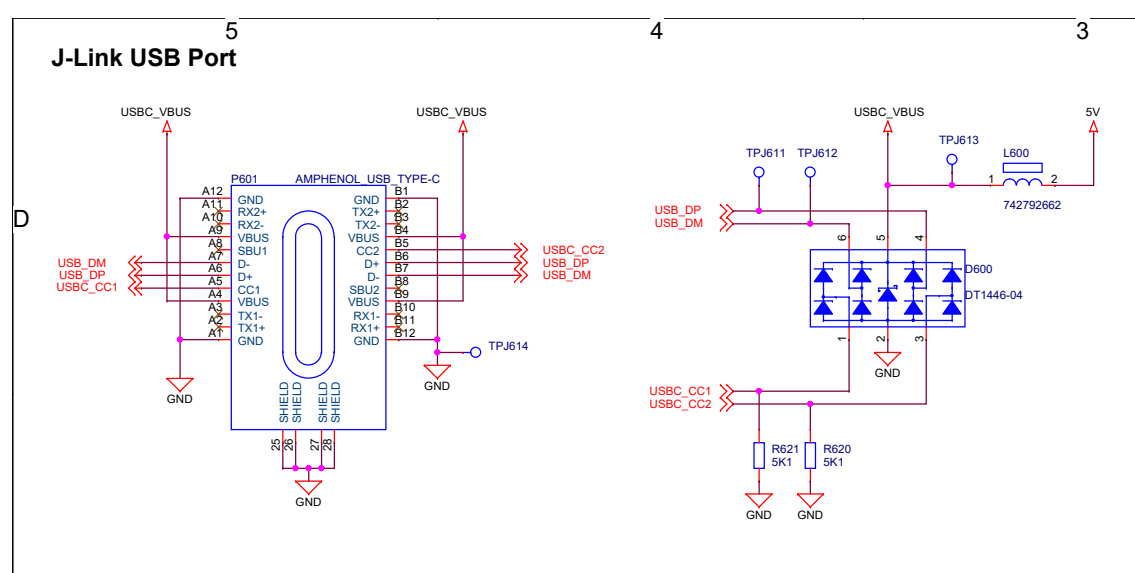 5 4 3
J-Link USB Port
USBC_VBUS USBC_VBUS USBC_VBUS 5V
TPJ611 TPJ612 TPJ613 L600
1 2
742792662
P601 AMPHENOL_USB_TYPE-C
A12 GND GND B1
A11 RX2+ TX2+ B2
A10 RX2- TX2- B3
A9 VBUS VBUS B4
A8 SBU1 CC2 B5 USBC_CC2
USB_DM A7 D- D+ B6 USB_DP
USB_DP A6 D+ D- B7 USB_DM
USBC_CC1 A5 CC1 SBU2 B8
A4 VBUS VBUS B9
A3 TX1- RX1- B10
A2 TX1+ RX1+ B11
A1 GND GND B12
TPJ614
GND GND
SHIELD SHIELD SHIELD SHIELD
25 26 27 28
GND
D
USB_DP
USB_DM
6 5 4
D600
DT1446-04
1 2 3
GND
USBC_CC1
USBC_CC2
R621 R620
5K1 5K1
GND GND